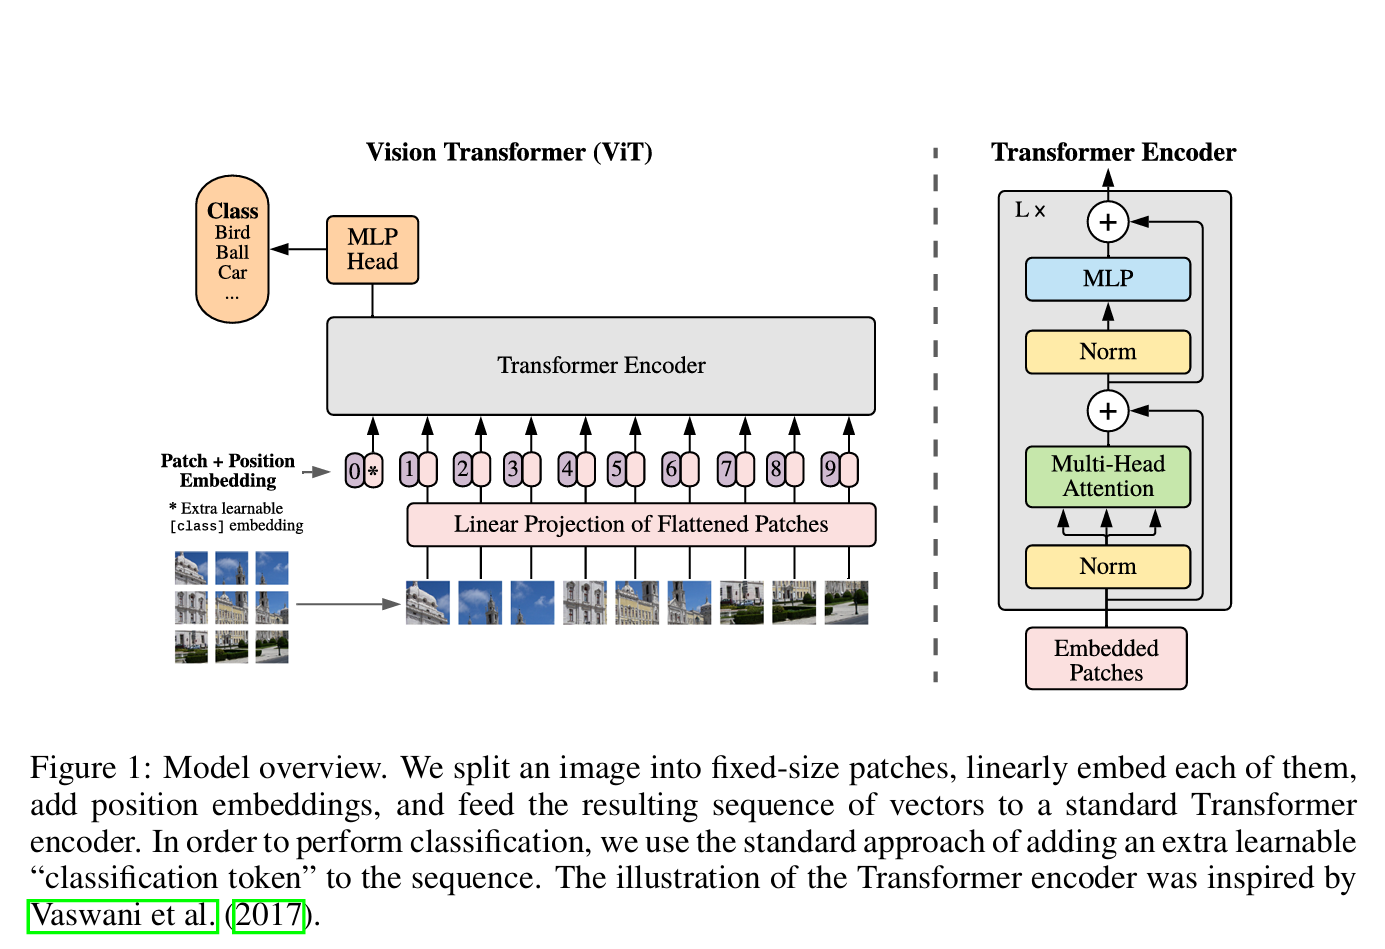 Vision Transformer (ViT)
Class
Bird
Ball
Car
...
MLP
Head
Transformer Encoder
Patch + Position
Embedding
0 * 1 2 3 4 5 6 7 8 9
* Extra learnable
[class] embedding
Linear Projection of Flattened Patches
Transformer Encoder
L ×
+
MLP
Norm
+
Multi-Head
Attention
Norm
Embedded
Patches
Figure 1: Model overview. We split an image into fixed-size patches, linearly embed each of them,
add position embeddings, and feed the resulting sequence of vectors to a standard Transformer
encoder. In order to perform classification, we use the standard approach of adding an extra learnable
“classification token” to the sequence. The illustration of the Transformer encoder was inspired by
Vaswani et al. (2017).